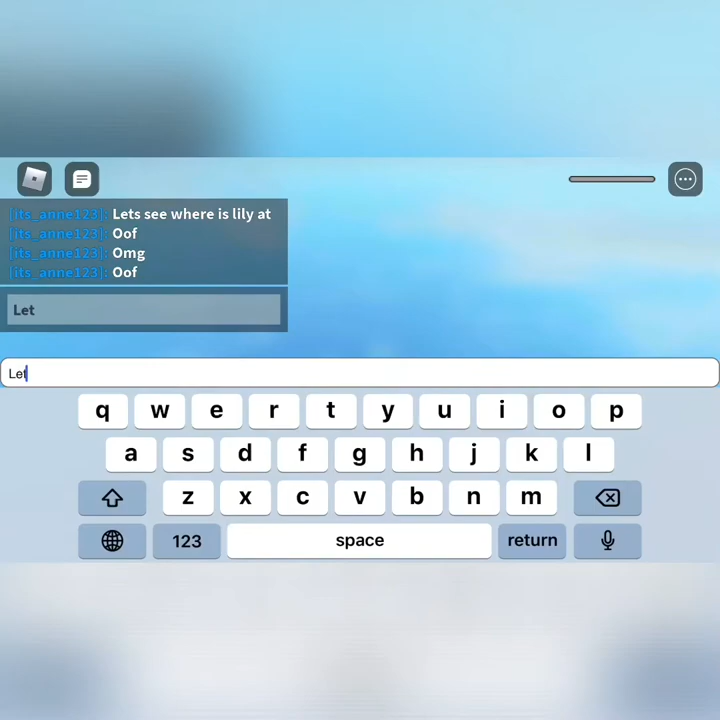 [its_anne123]: Lets see where is lily at
[its_anne123]: Oof
[its_anne123]: Omg
[its_anne123]: Oof
Let
Let
q w e r t y u i o p
a s d f g h j k l
z x c v b n m
123 space return